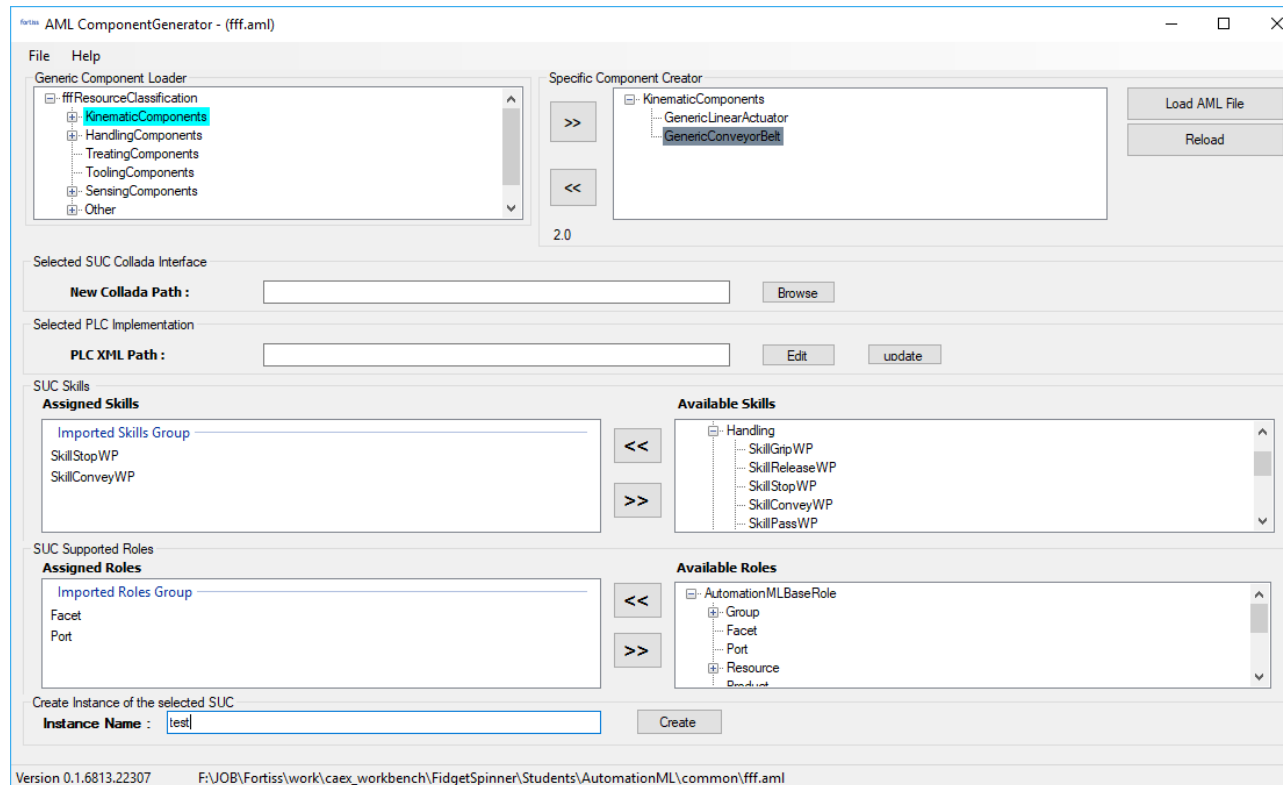 fortiss AML ComponentGenerator - (fff.aml)
File Help
Generic Component Loader
fffResourceClassification
KinematicComponents
HandlingComponents
TreatingComponents
ToolingComponents
SensingComponents
Other
Specific Component Creator
>>
<<
KinematicComponents
GenericLinearActuator
GenericConveyorBelt
2.0
Load AML File
Reload
Selected SUC Collada Interface
New Collada Path : Browse
Selected PLC Implementation
PLC XML Path : Edit update
SUC Skills
Assigned Skills
Imported Skills Group
SkillStopWP
SkillConveyWP
<<
>>
Available Skills
Handling
SkillGripWP
SkillReleaseWP
SkillStopWP
SkillConveyWP
SkillPassWP
SUC Supported Roles
Assigned Roles
Imported Roles Group
Facet
Port
<<
>>
Available Roles
AutomationMLBaseRole
Group
Facet
Port
Resource
Product
Create Instance of the selected SUC
Instance Name : test Create
Version 0.1.6813.22307 F:\JOB\Fortiss\work\caex_workbench\FidgetSpinner\Students\AutomationML\common\fff.aml